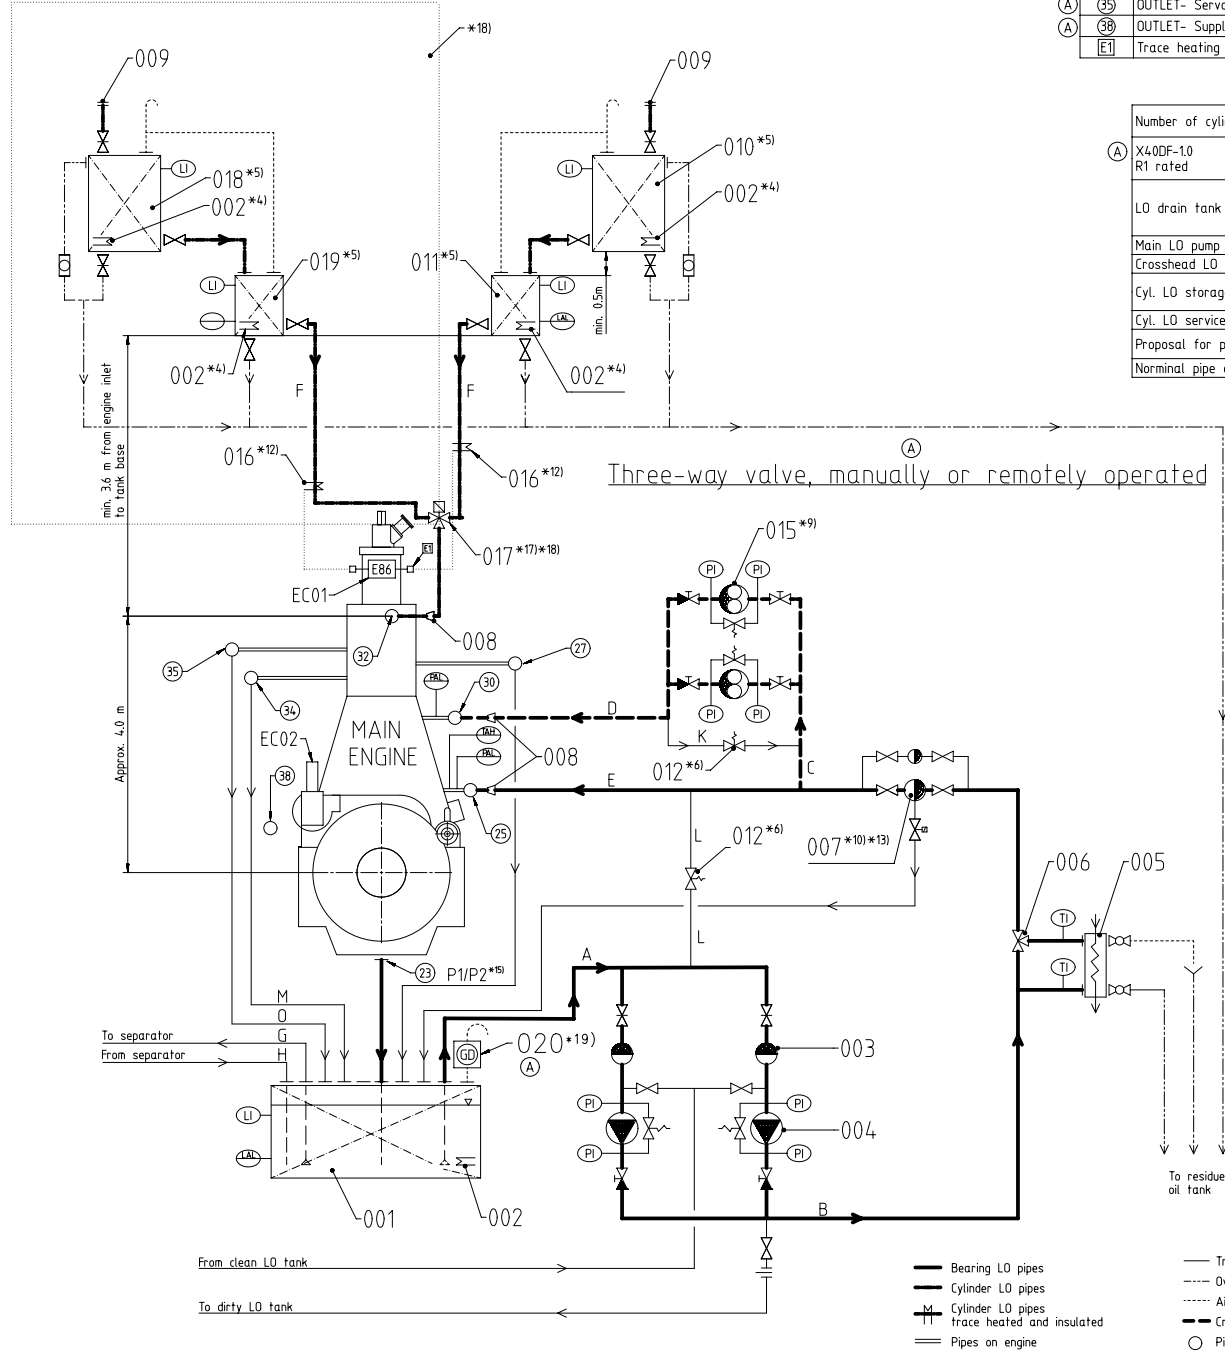 A 35 OUTLET- Servo
A 38 OUTLET- Suppl
E1 Trace heating
Number of cyli
A X40DF-1.0
R1 rated
LO drain tank
Main LO pump
Crosshead LO
Cyl. LO storag
Cyl. LO service
Proposal for p
Norminal pipe
*18)
009
009
LI
018*5)
002*4)
LI
010*5)
002*4)
LI
019*5)
011*5)
LI
LAL
min. 0.5m
002*4)
002*4)
F
F
min. 3.6 m from engine inlet
to tank base
016*12)
016*12)
A
Three-way valve, manually or remotely operated
017*17)*18)
E1
E86
EC01
008
32
35
34
27
30
PAL
TAH
PAL
25
008
MAIN
ENGINE
EC02
38
Approx. 4.0 m
015*9)
PI
PI
PI
PI
D
K
012*6)
C
E
L
012*6)
L
007*10)*13)
006
005
TI
TI
23
P1/P2*15)
A
M
O
G
H
To separator
From separator
GD
020*19)
A
003
PI
PI
PI
PI
004
LI
LAL
001
002
B
To residue
oil tank
From clean LO tank
To dirty LO tank
Bearing LO pipes
Cylinder LO pipes
Cylinder LO pipes
trace heated and insulated
Pipes on engine
Tr
Ov
Ai
Cr
Pi